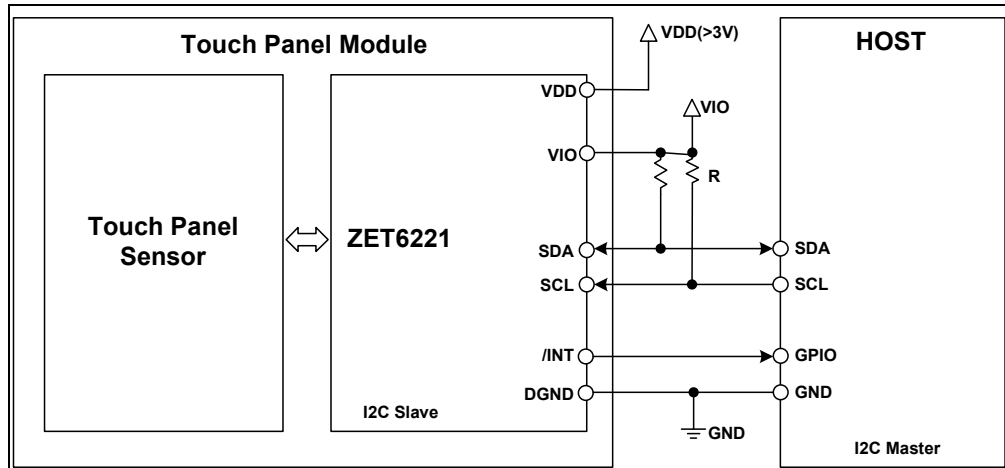 Touch Panel Module
VDD(>3V)
HOST
VDD
VIO
VIO
R
Touch Panel
Sensor
ZET6221
SDA
SDA
SCL
SCL
/INT
GPIO
DGND
GND
I2C Slave
GND
I2C Master